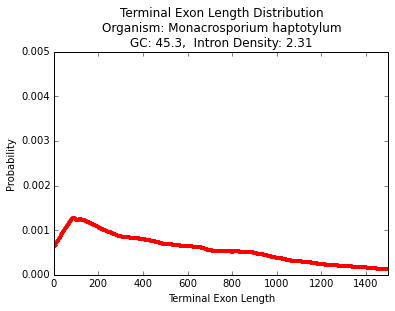 Terminal Exon Length Distribution
Organism: Monacrosporium haptotylum
GC: 45.3,  Intron Density: 2.31
0.005
0.004
0.003
0.002
0.001
0.000
Probability
0
200
400
600
800
1000
1200
1400
Terminal Exon Length